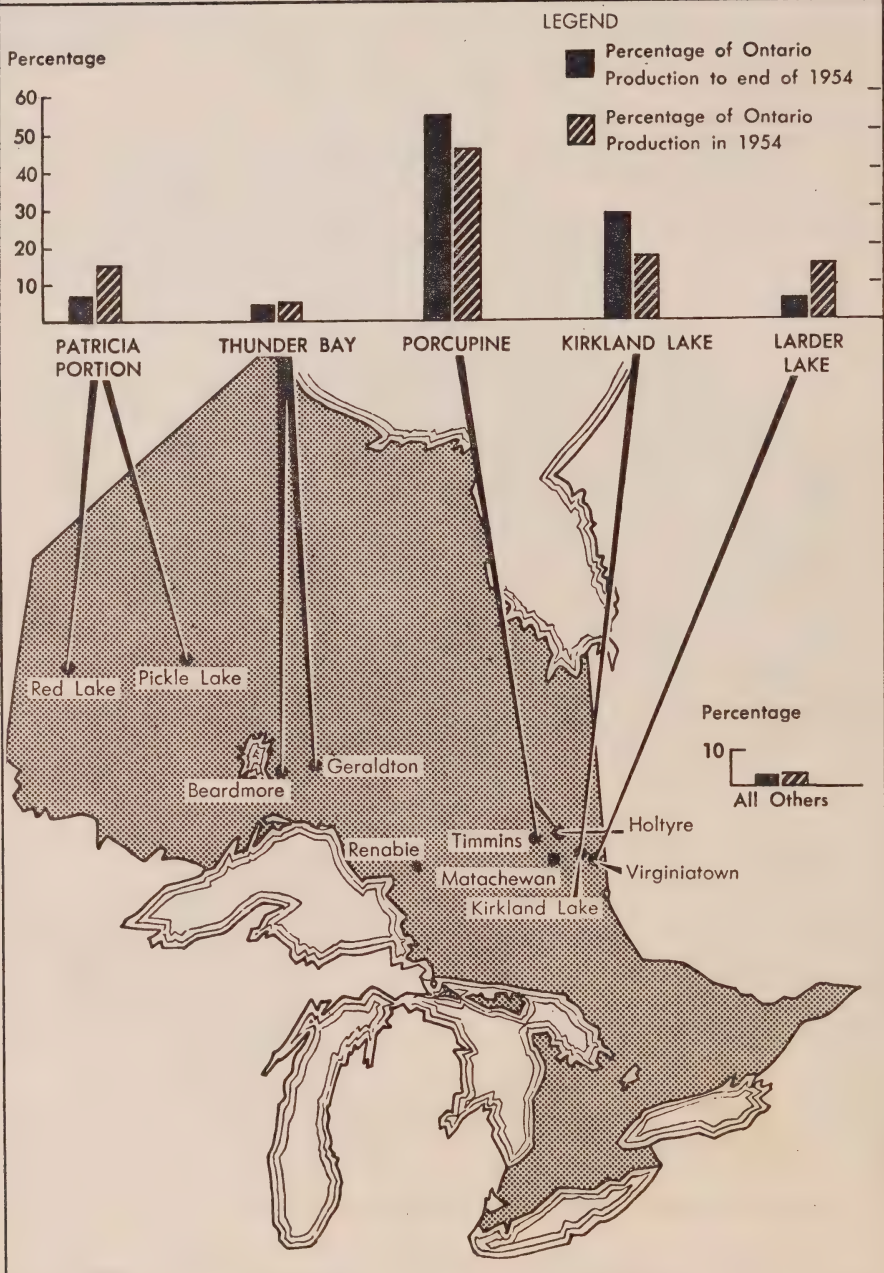 LEGEND
Percentage of Ontario
Production to end of 1954
Percentage of Ontario
Production in 1954
Percentage
60
50
40
30
20
10
PATRICIA
PORTION
THUNDER BAY
PORCUPINE
KIRKLAND LAKE
LARDER
LAKE
Red Lake
Pickle Lake
Beardmore
Geraldton
Renabie
Timmins
Matachewan
Kirkland Lake
Holtyre
Virginiatown
Percentage
10
All Others